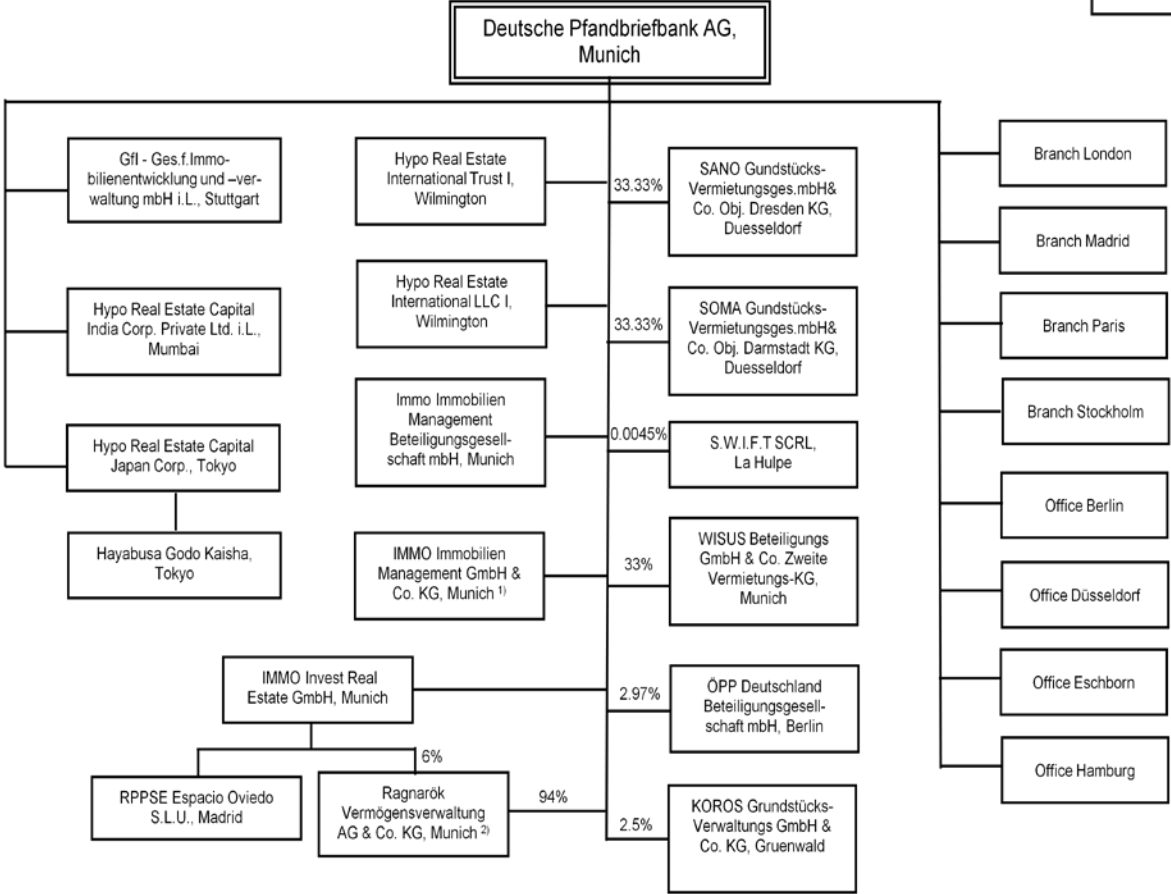 Deutsche Pfandbriefbank AG,
Munich
GfI - Ges.f.Immo-
bilienentwicklung und –ver-
waltung mbH i.L., Stuttgart
Hypo Real Estate Capital
India Corp. Private Ltd. i.L.,
Mumbai
Hypo Real Estate Capital
Japan Corp., Tokyo
Hayabusa Godo Kaisha,
Tokyo
Hypo Real Estate
International Trust I,
Wilmington
Hypo Real Estate
International LLC I,
Wilmington
Immo Immobilien
Management
Beteiligungsgesell-
schaft mbH, Munich
IMMO Immobilien
Management GmbH &
Co. KG, Munich 1)
IMMO Invest Real
Estate GmbH, Munich
6%
RPPSE Espacio Oviedo
S.L.U., Madrid
Ragnarök
Vermögensverwaltung
AG & Co. KG, Munich 2)
94%
33.33%
SANO Gundstücks-
Vermietungsges.mbH&
Co. Obj. Dresden KG,
Duesseldorf
33.33%
SOMA Gundstücks-
Vermietungsges.mbH&
Co. Obj. Darmstadt KG,
Duesseldorf
0.0045%
S.W.I.F.T SCRL,
La Hulpe
33%
WISUS Beteiligungs
GmbH & Co. Zweite
Vermietungs-KG,
Munich
2.97%
ÖPP Deutschland
Beteiligungsgesell-
schaft mbH, Berlin
2.5%
KOROS Grundstücks-
Verwaltungs GmbH &
Co. KG, Gruenwald
Branch London
Branch Madrid
Branch Paris
Branch Stockholm
Office Berlin
Office Düsseldorf
Office Eschborn
Office Hamburg